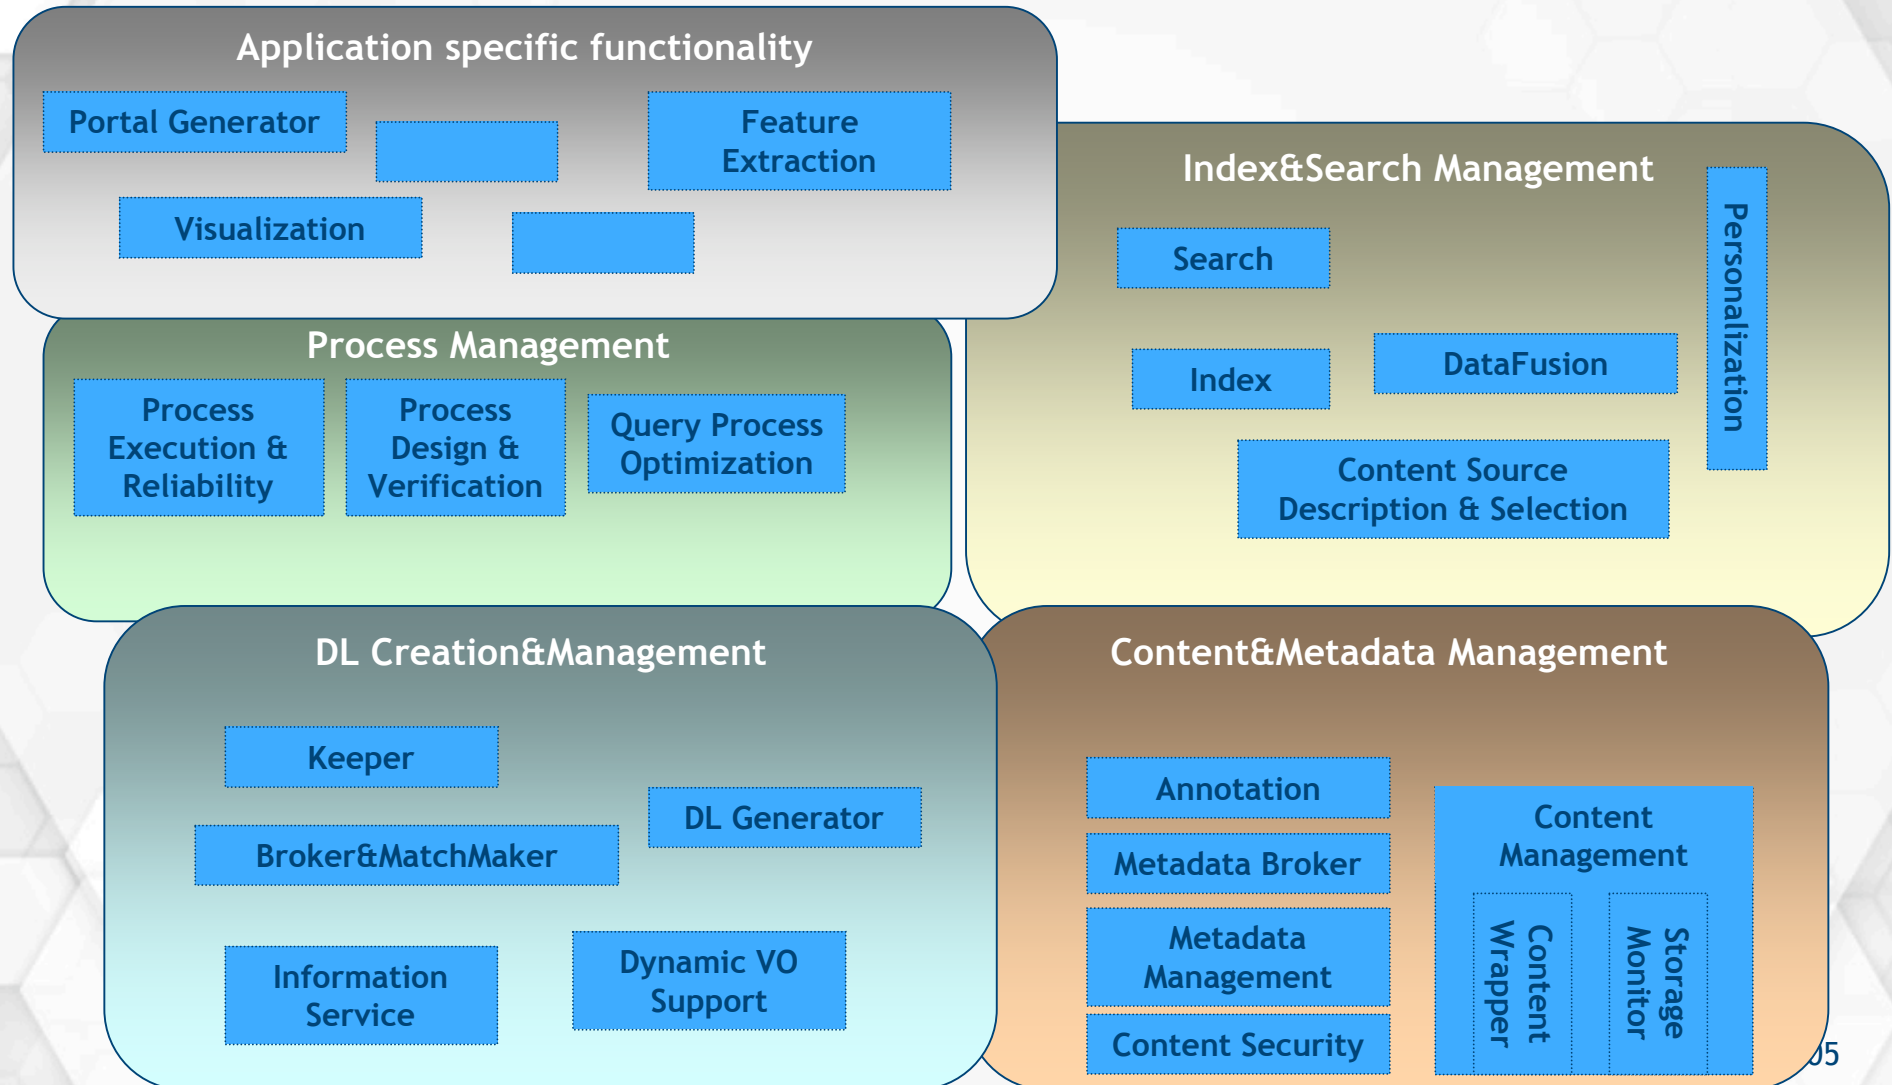 Application specific functionality
Portal Generator
Feature
Extraction
Visualization
Index&Search Management
Search
Personalization
Index
DataFusion
Content Source
Description & Selection
Process Management
Process
Execution &
Reliability
Process
Design &
Verification
Query Process
Optimization
DL Creation&Management
Keeper
DL Generator
Broker&MatchMaker
Information
Service
Dynamic VO
Support
Content&Metadata Management
Annotation
Metadata Broker
Metadata
Management
Content Security
Content
Management
Content
Wrapper
Storage
Monitor